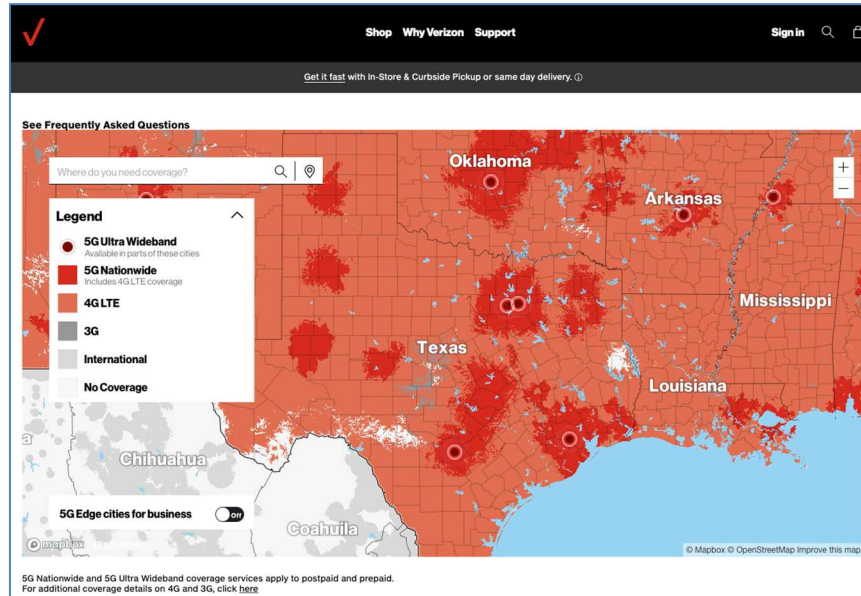 Shop Why Verizon Support
Sign in
Get it fast with In-Store & Curbside Pickup or same day delivery.
See Frequently Asked Questions
Where do you need coverage?
Legend
5G Ultra Wideband
Available in parts of these cities
5G Nationwide
Includes 4G LTE coverage
4G LTE
3G
International
No Coverage
Oklahoma
Arkansas
Mississippi
Texas
Louisiana
Chihuahua
Coahuila
5G Edge cities for business
Off
mapbox
© Mapbox © OpenStreetMap Improve this map
5G Nationwide and 5G Ultra Wideband coverage services apply to postpaid and prepaid.
For additional coverage details on 4G and 3G, click here